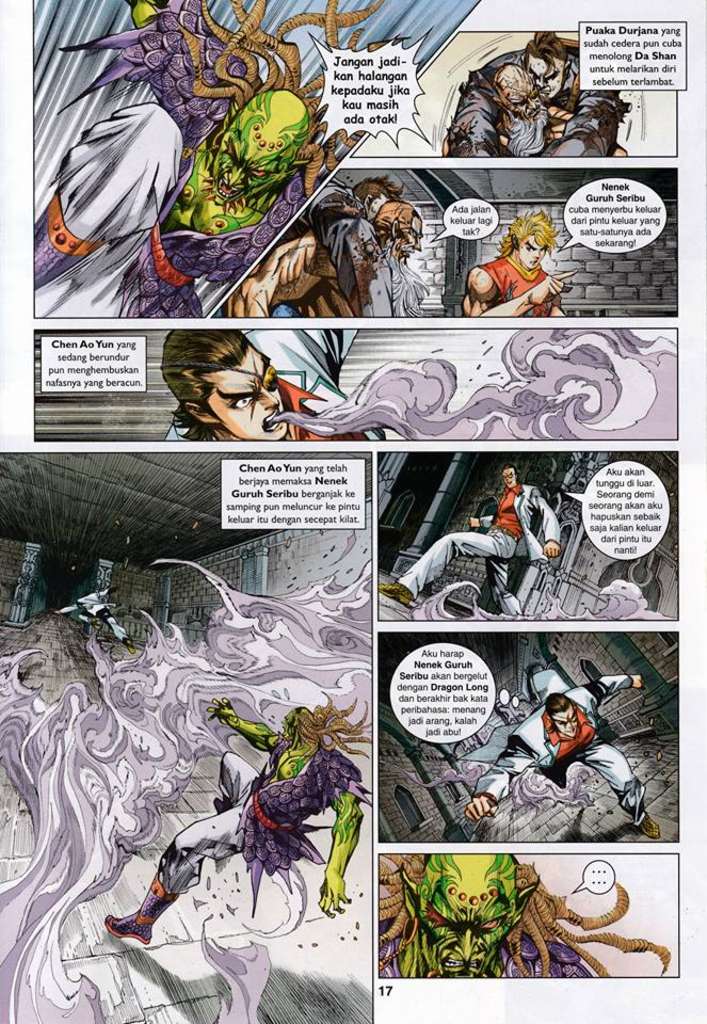 Jangan jadi-
kan halangan
kepadaku jika
kau masih
ada otak!
Puaka Durjana yang
sudah cedera pun cuba
menolong Da Shan
untuk melarikan diri
sebelum terlambat.
Ada jalan
keluar lagi
tak?
Nenek
Guruh Seribu
cuba menyerbu keluar
dari pintu keluar yang
satu-satunya ada
sekarang!
Chen Ao Yun yang
sedang berundur
pun menghembuskan
nafasnya yang beracun.
Chen Ao Yun yang telah
berjaya memaksa Nenek
Guruh Seribu berganjak ke
samping pun meluncur ke pintu
keluar itu dengan secepat kilat.
Aku akan
tunggu di luar.
Seorang demi
seorang akan aku
hapuskan sebaik
saja kalian keluar
dari pintu itu
nanti!
Aku harap
Nenek Guruh
Seribu akan bergelut
dengan Dragon Long
dan berakhir bak kata
peribahasa: menang
jadi arang, kalah
jadi abu!
...
...
17